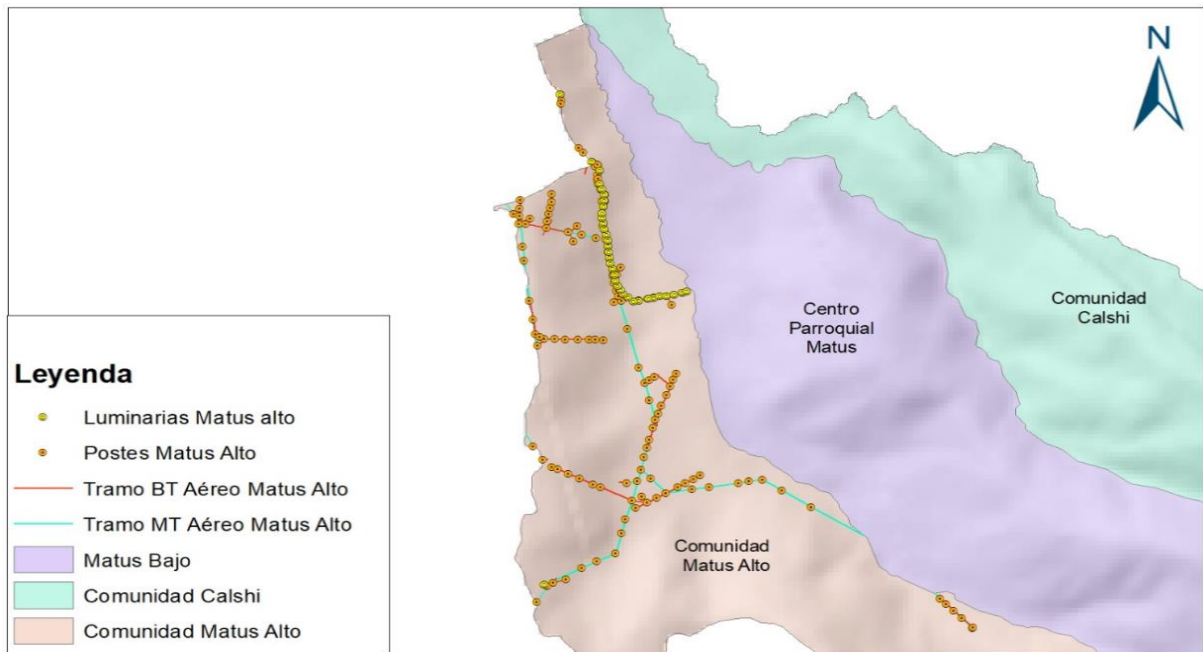 N
Comunidad
Calshi
Centro
Parroquial
Matus
Comunidad
Matus Alto
Leyenda
Luminarias Matus alto
Postes Matus Alto
Tramo BT Aéreo Matus Alto
Tramo MT Aéreo Matus Alto
Matus Bajo
Comunidad Calshi
Comunidad Matus Alto